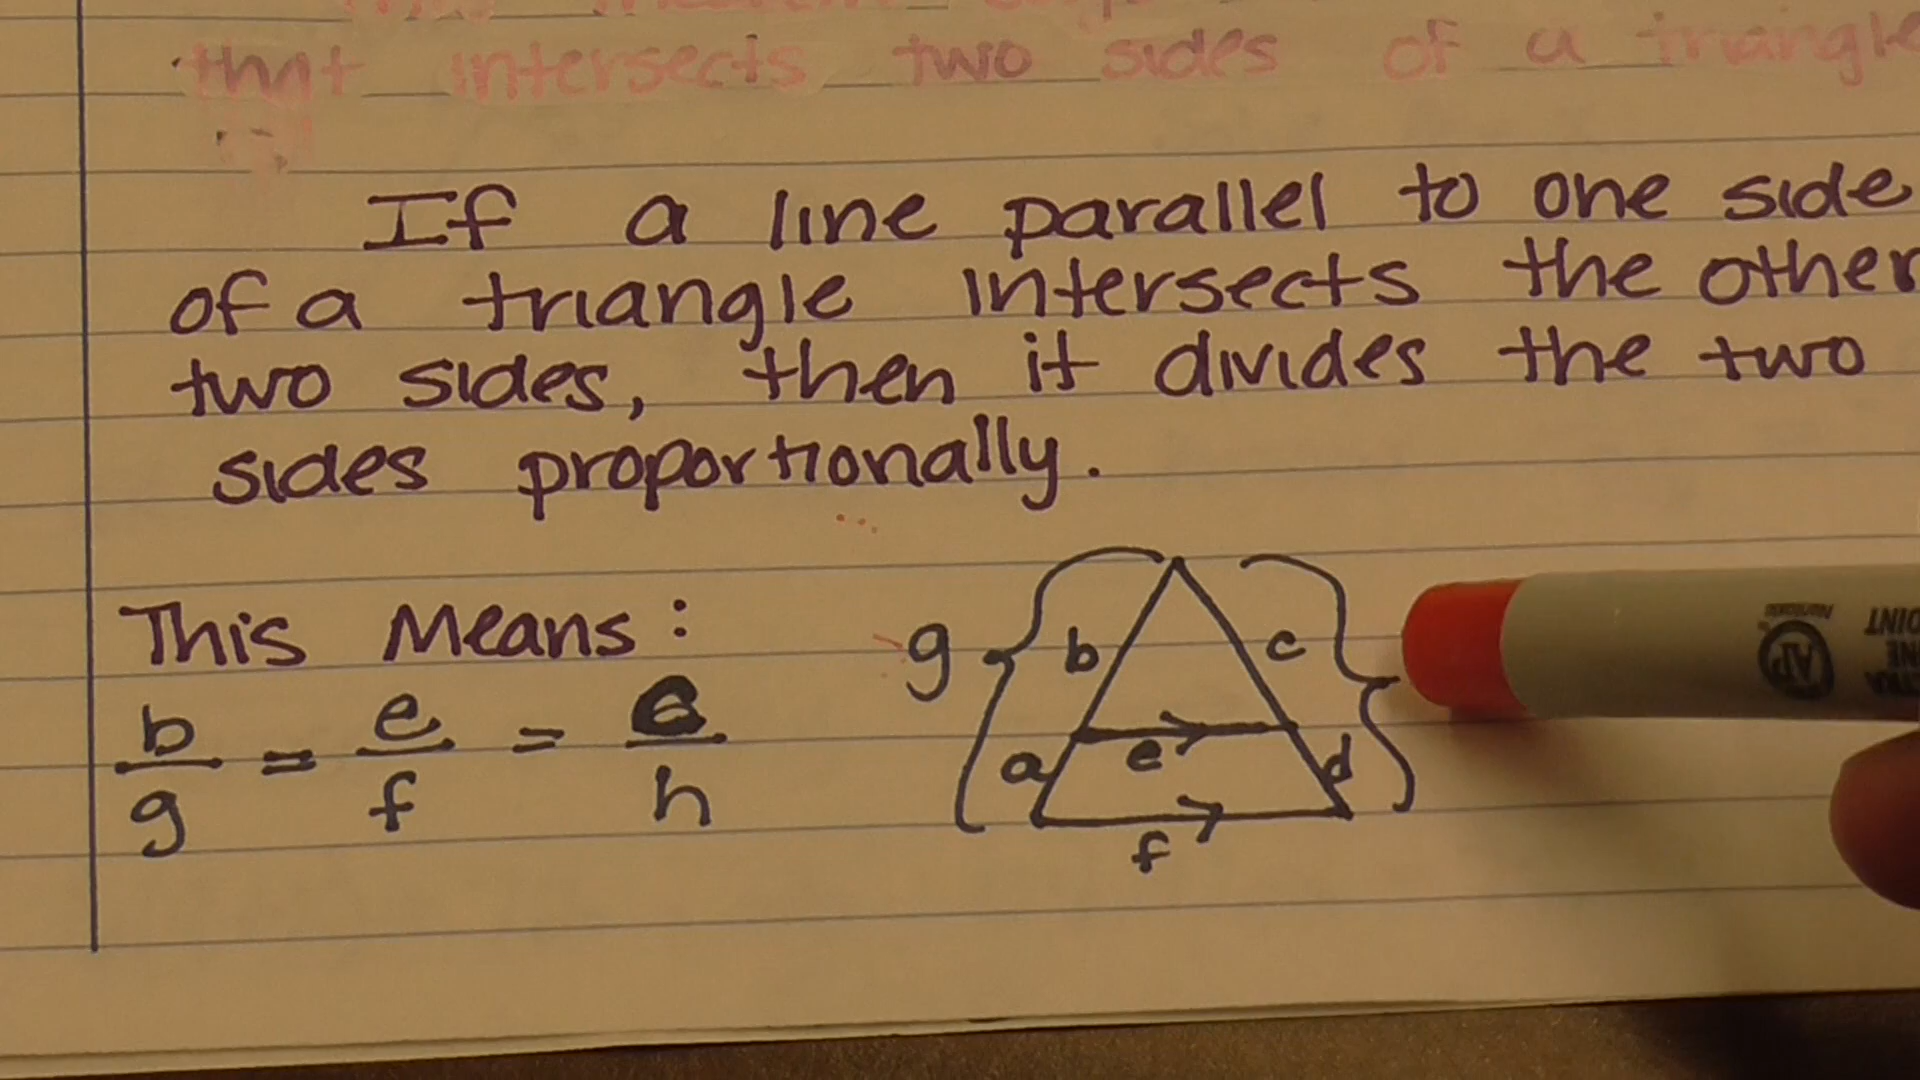 that intersects two sides of a triangle
If a line parallel to one side
of a triangle intersects the other
two sides, then it divides the two
sides proportionally.
This Means:
b/g = e/f = c/h
g
b
c
a
e
d
f
AP